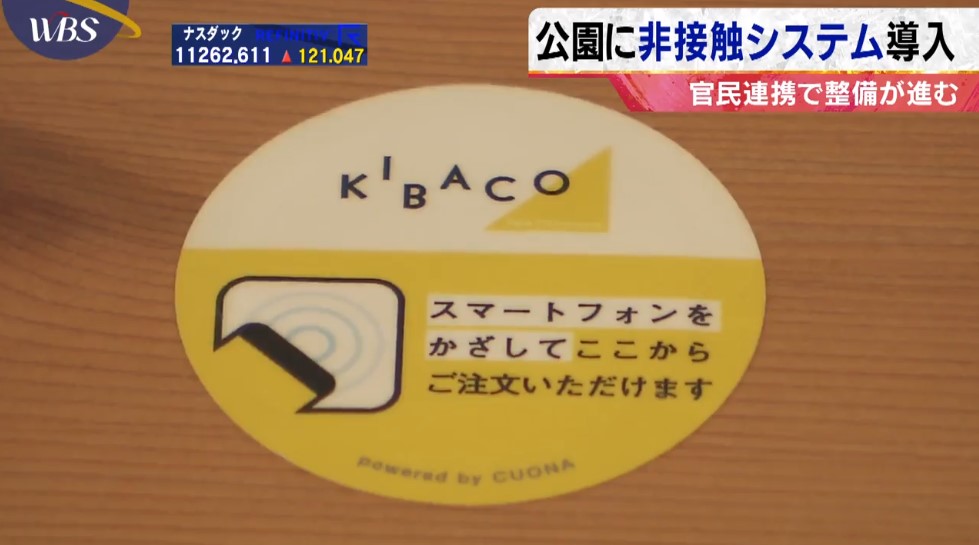 WBS
ナスダック
11262.611 ▲ 121.047
公園に非接触システム導入
官民連携で整備が進む
KIBACO
スマートフォンを
かざしてここから
ご注文いただけます
powered by CUONA